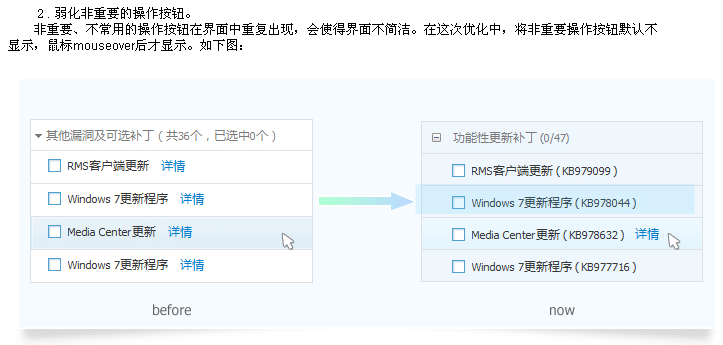 2．弱化非重要的操作按钮。
非重要、不常用的操作按钮在界面中重复出现，会使得界面不简洁。在这次优化中，将非重要操作按钮默认不
显示，鼠标mouseover后才显示。如下图：
其他漏洞及可选补丁（共36个，已选中0个）
RMS客户端更新 详情
Windows 7更新程序 详情
Media Center更新 详情
Windows 7更新程序 详情
before
功能性更新补丁 (0/47)
RMS客户端更新 ( KB979099 )
Windows 7更新程序 ( KB978044 )
Media Center更新 ( KB978632 ) 详情
Windows 7更新程序 ( KB977716 )
now